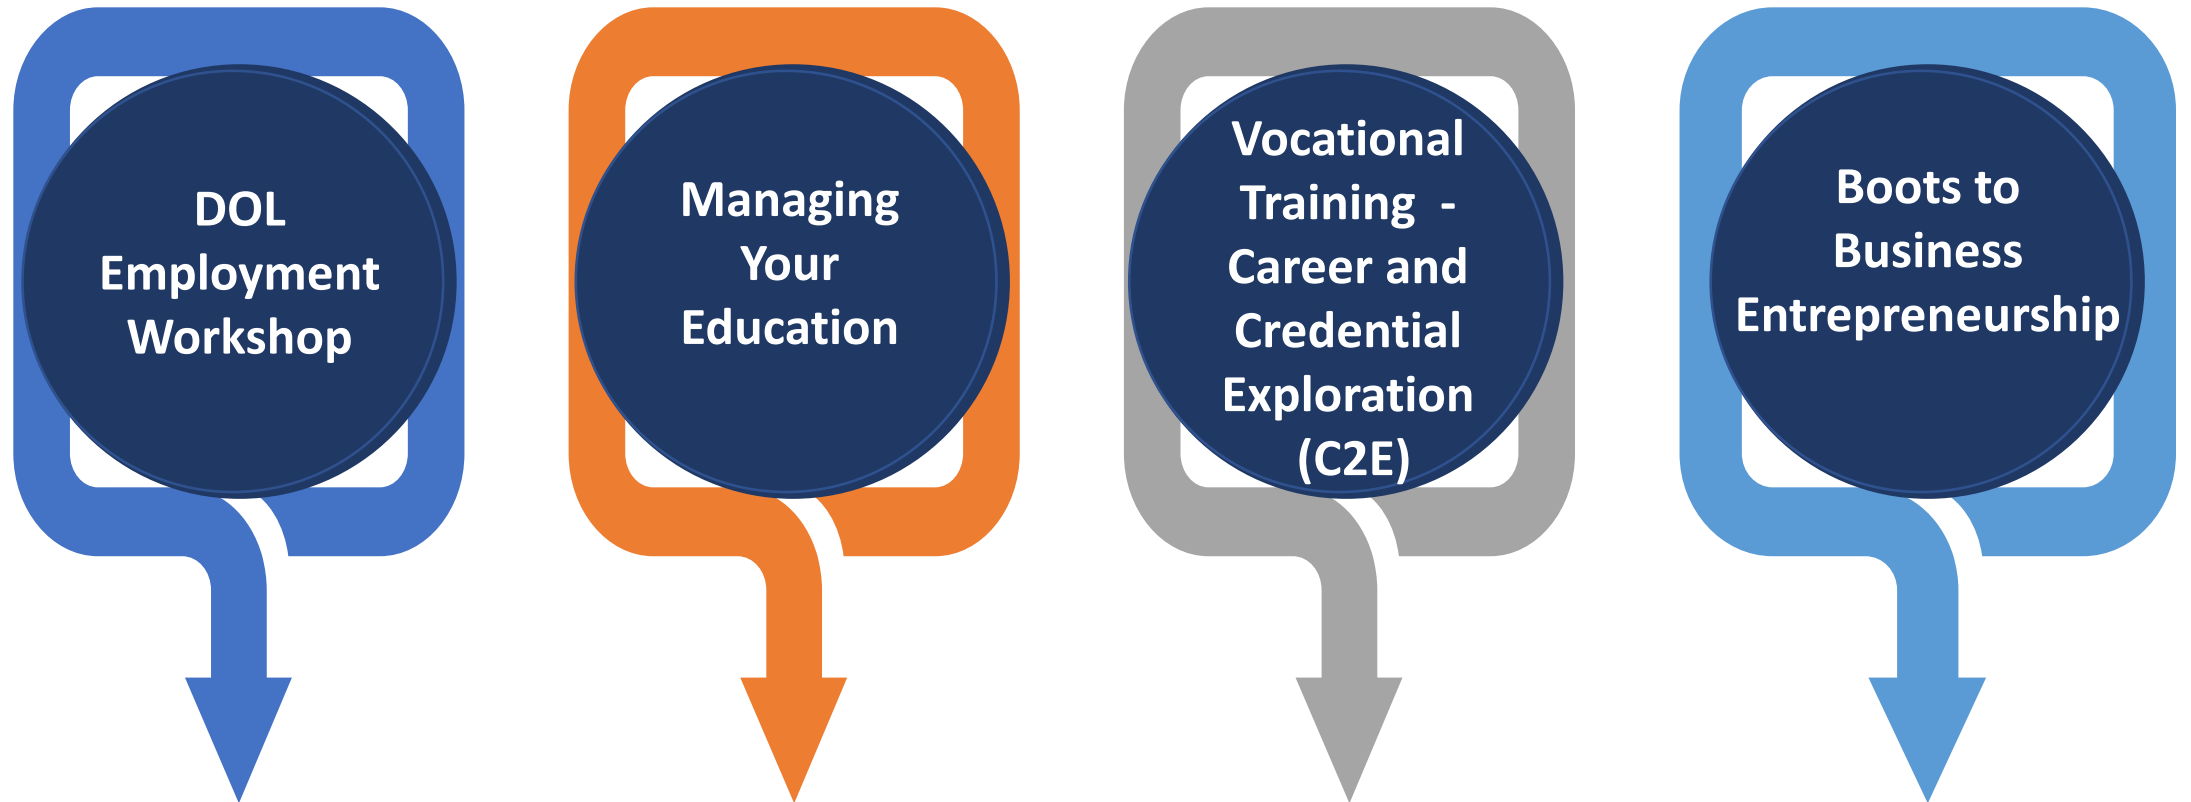 DOL
Employment
Workshop
Managing
Your
Education
Vocational
Training  -
Career and
Credential
Exploration
(C2E)
Boots to
Business
Entrepreneurship